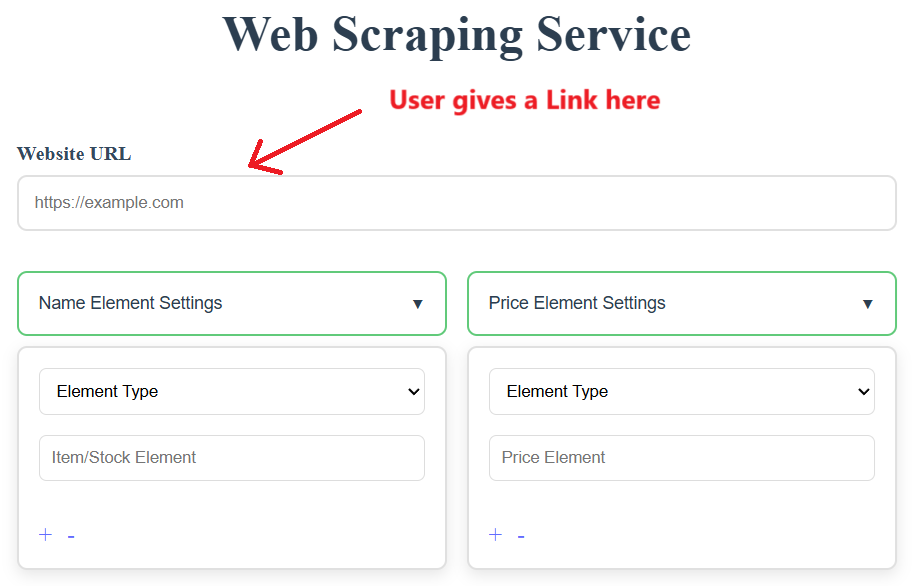 Web Scraping Service
User gives a Link here
Website URL
https://example.com
Name Element Settings ▼
Price Element Settings ▼
Element Type
Element Type
Item/Stock Element
Price Element
+ -
+ -